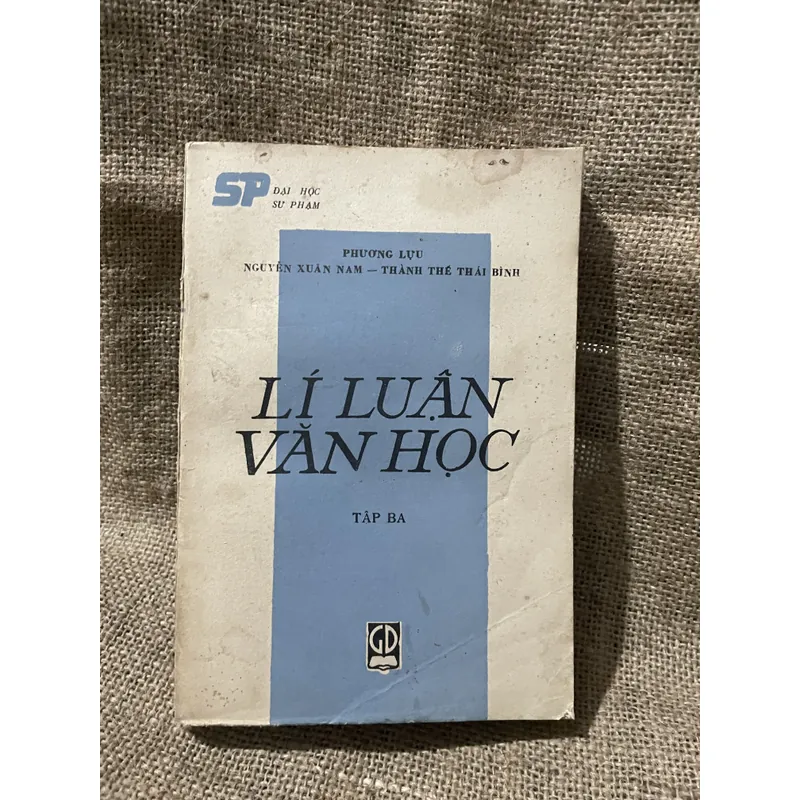 SP ĐẠI HỌC
SƯ PHẠM
PHƯƠNG LỰU
NGUYỄN XUÂN NAM — THÀNH THẾ THÁI BÌNH
LÍ LUẬN
VĂN HỌC
TẬP BA
GD